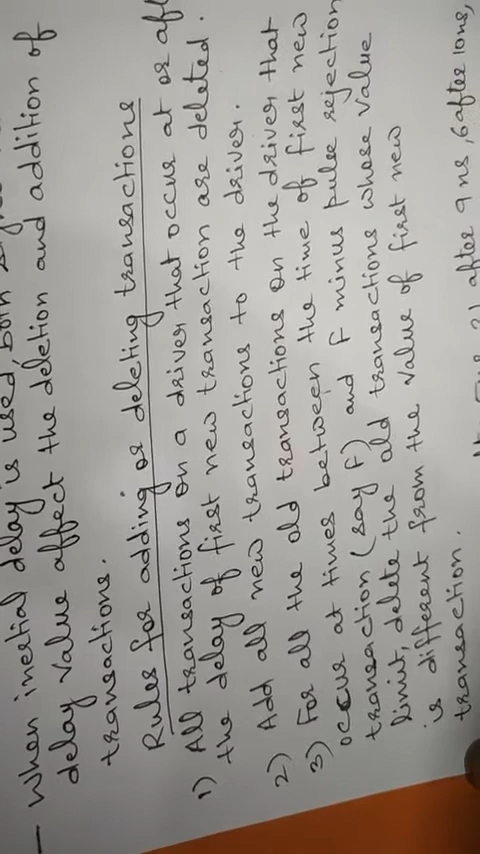 — When inertial delay is used, both
delay value affect the deletion and addition of
transactions.
Rules for adding or deleting transactions
1) All transactions on a driver that occur at or aft
the delay of first new transaction are deleted.
2) Add all new transactions to the driver.
3) For all the old transactions on the driver that
occur at times between the time of first new
transaction (say F) and F minus pulse rejection
limit, delete the old transactions whose value
is different from the value of first new
transaction.
after 9 ns, 6 after 10ns,